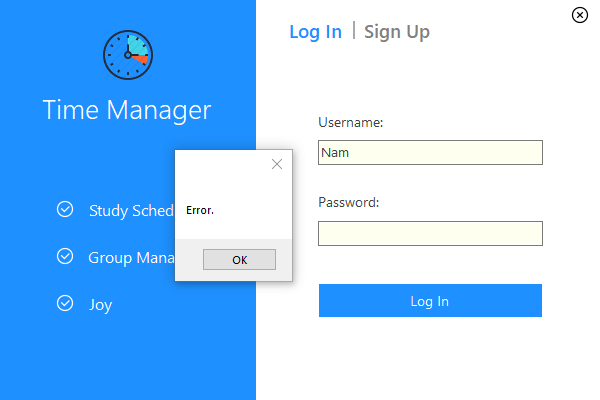 Log In | Sign Up
Time Manager
Username:
Nam
Study Sched
Error.
Password:
Group Mana
OK
Joy
Log In